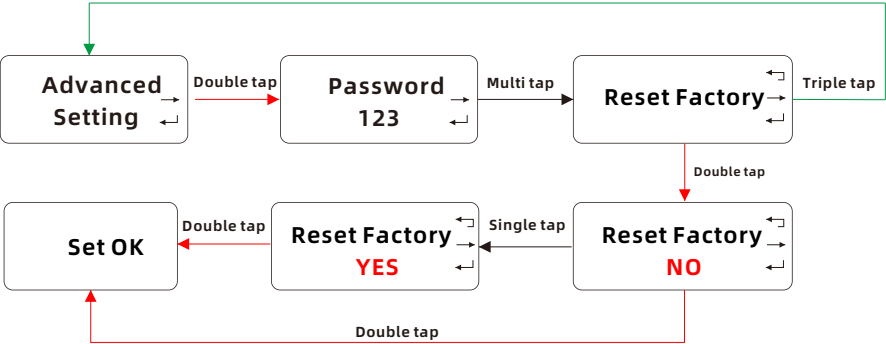 Advanced
Setting
Double tap
Password
123
Multi tap
Reset Factory
Triple tap
Double tap
Reset Factory
NO
Single tap
Reset Factory
YES
Double tap
Set OK
Double tap